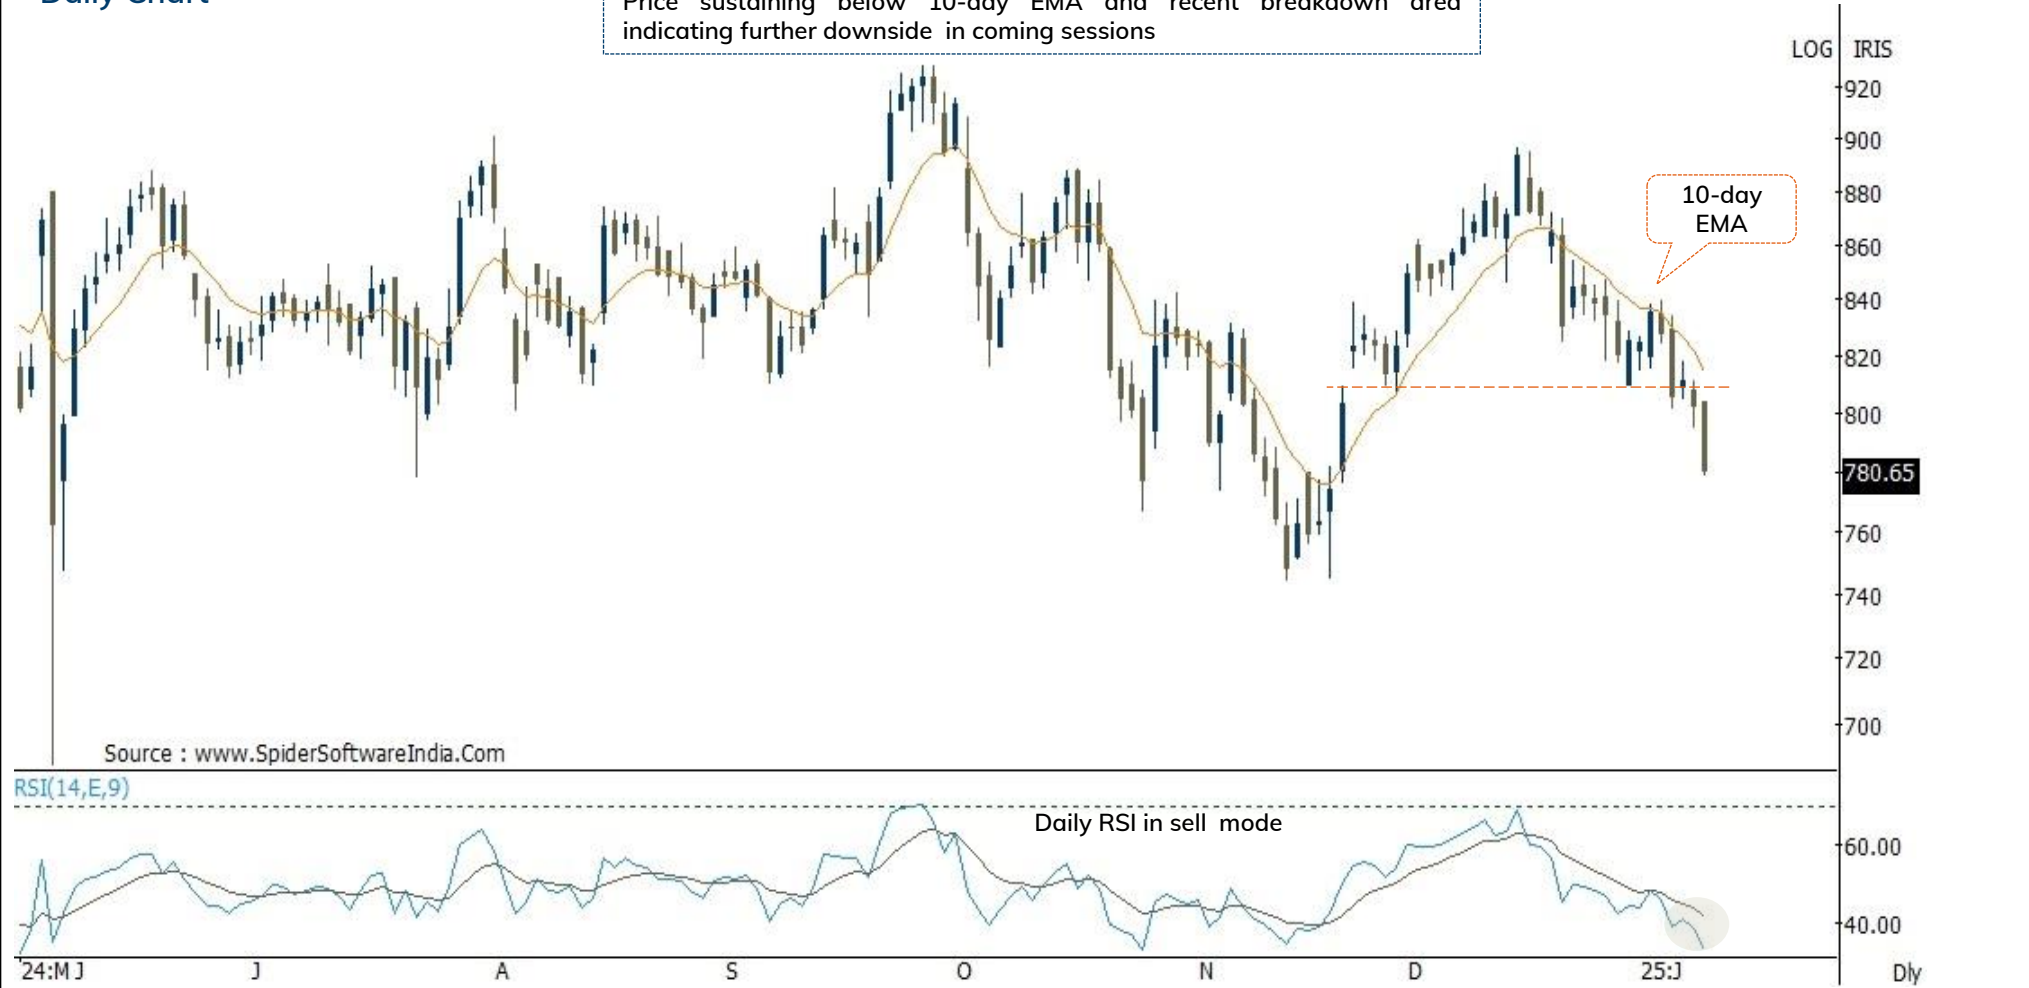 Daily Chart
Price sustaining below 10-day EMA and recent breakdown area
indicating further downside in coming sessions
LOG IRIS
920
900
880
10-day
EMA
860
840
820
800
780.65
760
740
720
700
Source : www.SpiderSoftwareIndia.Com
RSI(14,E,9)
Daily RSI in sell mode
60.00
40.00
24:M J J A S O N D 25:J Dly